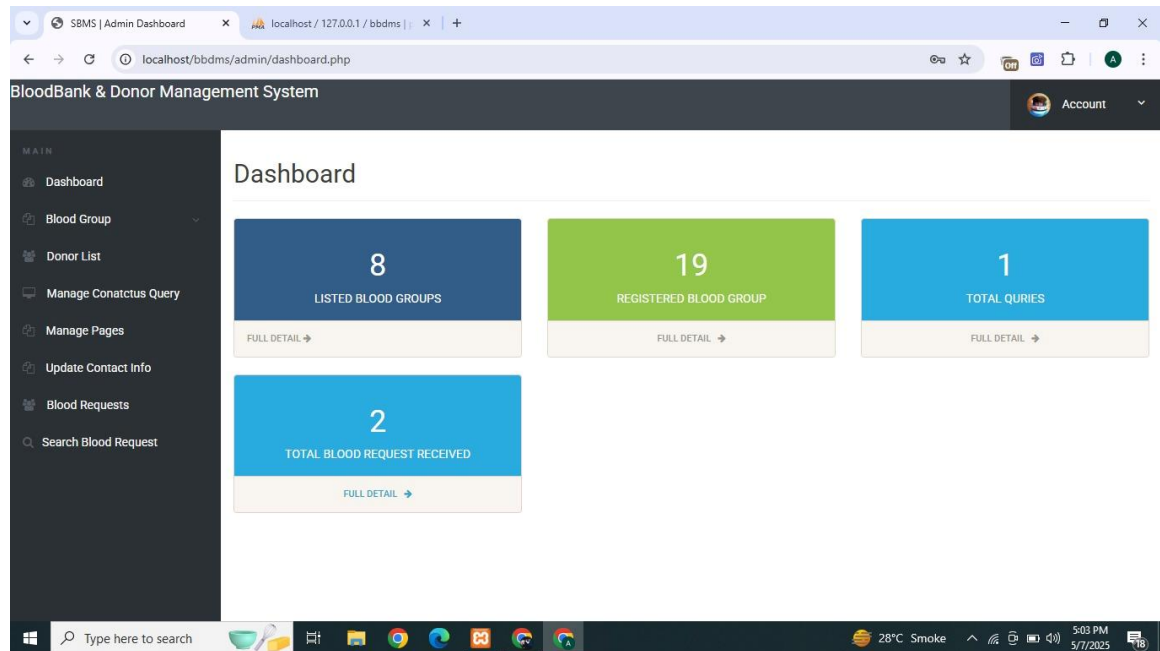 SBMS | Admin Dashboard
localhost / 127.0.0.1 / bbdms |
localhost/bbdms/admin/dashboard.php
Off
A
BloodBank & Donor Management System
Account
MAIN
Dashboard
Blood Group
Donor List
Manage Conatctus Query
Manage Pages
Update Contact Info
Blood Requests
Search Blood Request
Dashboard
8
LISTED BLOOD GROUPS
FULL DETAIL
19
REGISTERED BLOOD GROUP
FULL DETAIL
1
TOTAL QURIES
FULL DETAIL
2
TOTAL BLOOD REQUEST RECEIVED
FULL DETAIL
Type here to search
28°C Smoke
5:03 PM
5/7/2025
18